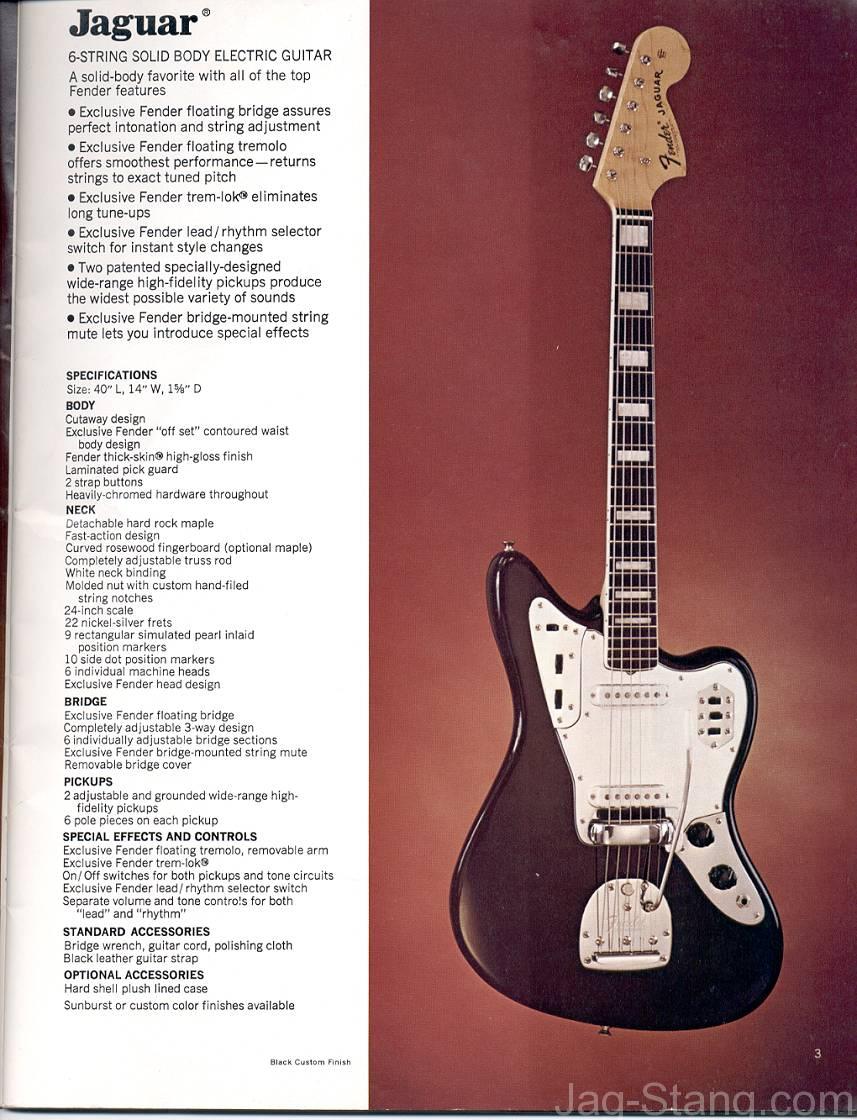 Jaguar®
6-STRING SOLID BODY ELECTRIC GUITAR
A solid-body favorite with all of the top
Fender features
• Exclusive Fender floating bridge assures
perfect intonation and string adjustment
• Exclusive Fender floating tremolo
offers smoothest performance—returns
strings to exact tuned pitch
• Exclusive Fender trem-lok® eliminates
long tune-ups
• Exclusive Fender lead/rhythm selector
switch for instant style changes
• Two patented specially-designed
wide-range high-fidelity pickups produce
the widest possible variety of sounds
• Exclusive Fender bridge-mounted string
mute lets you introduce special effects
SPECIFICATIONS
Size: 40" L, 14" W, 1⅝" D
BODY
Cutaway design
Exclusive Fender "off set" contoured waist
body design
Fender thick-skin® high-gloss finish
Laminated pick guard
2 strap buttons
Heavily-chromed hardware throughout
NECK
Detachable hard rock maple
Fast-action design
Curved rosewood fingerboard (optional maple)
Completely adjustable truss rod
White neck binding
Molded nut with custom hand-filed
string notches
24-inch scale
22 nickel-silver frets
9 rectangular simulated pearl inlaid
position markers
10 side dot position markers
6 individual machine heads
Exclusive Fender head design
BRIDGE
Exclusive Fender floating bridge
Completely adjustable 3-way design
6 individually adjustable bridge sections
Exclusive Fender bridge-mounted string mute
Removable bridge cover
PICKUPS
2 adjustable and grounded wide-range high-
fidelity pickups
6 pole pieces on each pickup
SPECIAL EFFECTS AND CONTROLS
Exclusive Fender floating tremolo, removable arm
Exclusive Fender trem-lok®
On/Off switches for both pickups and tone circuits
Exclusive Fender lead/rhythm selector switch
Separate volume and tone controls for both
"lead" and "rhythm"
STANDARD ACCESSORIES
Bridge wrench, guitar cord, polishing cloth
Black leather guitar strap
OPTIONAL ACCESSORIES
Hard shell plush lined case
Sunburst or custom color finishes available
Black Custom Finish
Fender® JAGUAR
3
Jag-Stang.com